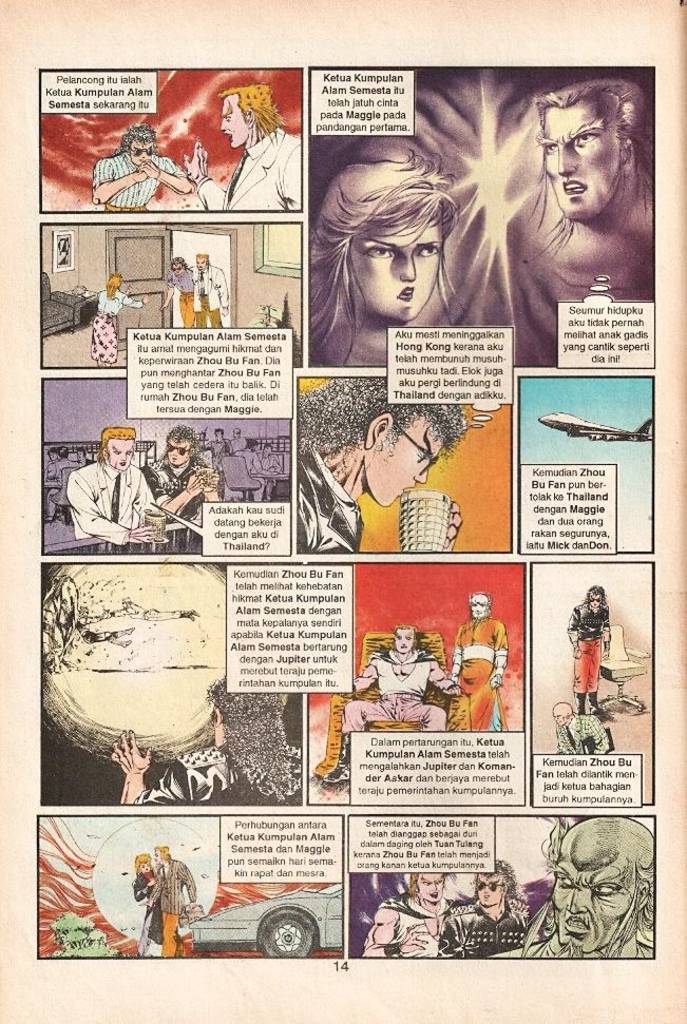 Pelancong itu ialah
Ketua Kumpulan Alam
Semesta sekarang itu
Ketua Kumpulan
Alam Semesta itu
telah jatuh cinta
pada Maggie pada
pandangan pertama.
Ketua Kumpulan Alam Semesta
itu amat mengagumi hikmat dan
keperwiraan Zhou Bu Fan. Dia
pun menghantar Zhou Bu Fan
yang telah cedera itu balik. Di
rumah Zhou Bu Fan, dia telah
tersua dengan Maggie.
Aku mesti meninggalkan
Hong Kong kerana aku
telah membunuh musuh-
musuhku tadi. Elok juga
aku pergi berlindung di
Thailand dengan adikku.
Seumur hidupku
aku tidak pernah
melihat anak gadis
yang cantik seperti
dia ini!
Adakah kau sudi
datang bekerja
dengan aku di
Thailand?
Kemudian Zhou
Bu Fan pun ber-
tolak ke Thailand
dengan Maggie
dan dua orang
rakan segurunya,
iaitu Mick danDon.
Kemudian Zhou Bu Fan
telah melihat kehebatan
hikmat Ketua Kumpulan
Alam Semesta dengan
mata kepalanya sendiri
apabila Ketua Kumpulan
Alam Semesta bertarung
dengan Jupiter untuk
merebut teraju peme-
rintahan kumpulan itu.
Dalam pertarungan itu, Ketua
Kumpulan Alam Semesta telah
mengalahkan Jupiter dan Koman-
der Askar dan berjaya merebut
teraju pemerintahan kumpulannya.
Kemudian Zhou Bu
Fan telah dilantik men-
jadi ketua bahagian
buruh kumpulannya.
Perhubungan antara
Ketua Kumpulan Alam
Semesta dan Maggie
pun semaikn hari sema-
kin rapat dan mesra.
Sementara itu, Zhou Bu Fan
telah dianggap sebagai duri
dalam daging oleh Tuan Tulang
kerana Zhou Bu Fan telah menjadi
orang kanan ketua kumpulannya.
14